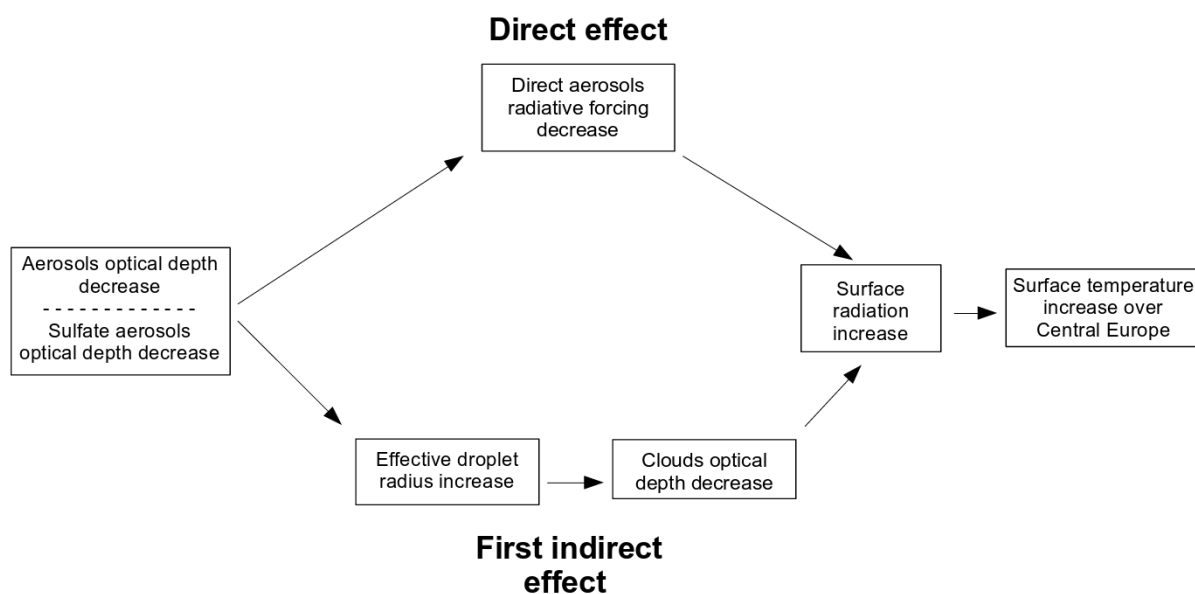 Direct effect
Direct aerosols
radiative forcing
decrease
Aerosols optical depth
decrease
Sulfate aerosols
optical depth decrease
Surface
radiation
increase
Surface temperature
increase over
Central Europe
Effective droplet
radius increase
Clouds optical
depth decrease
First indirect
effect